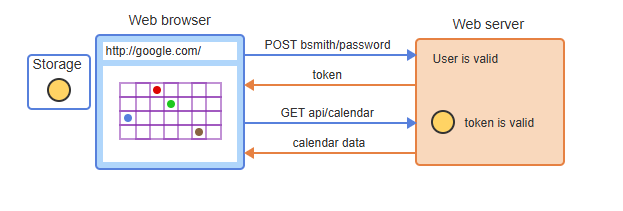 Web browser
Web server
http://google.com/
POST bsmith/password
User is valid
Storage
token
GET api/calendar
token is valid
calendar data